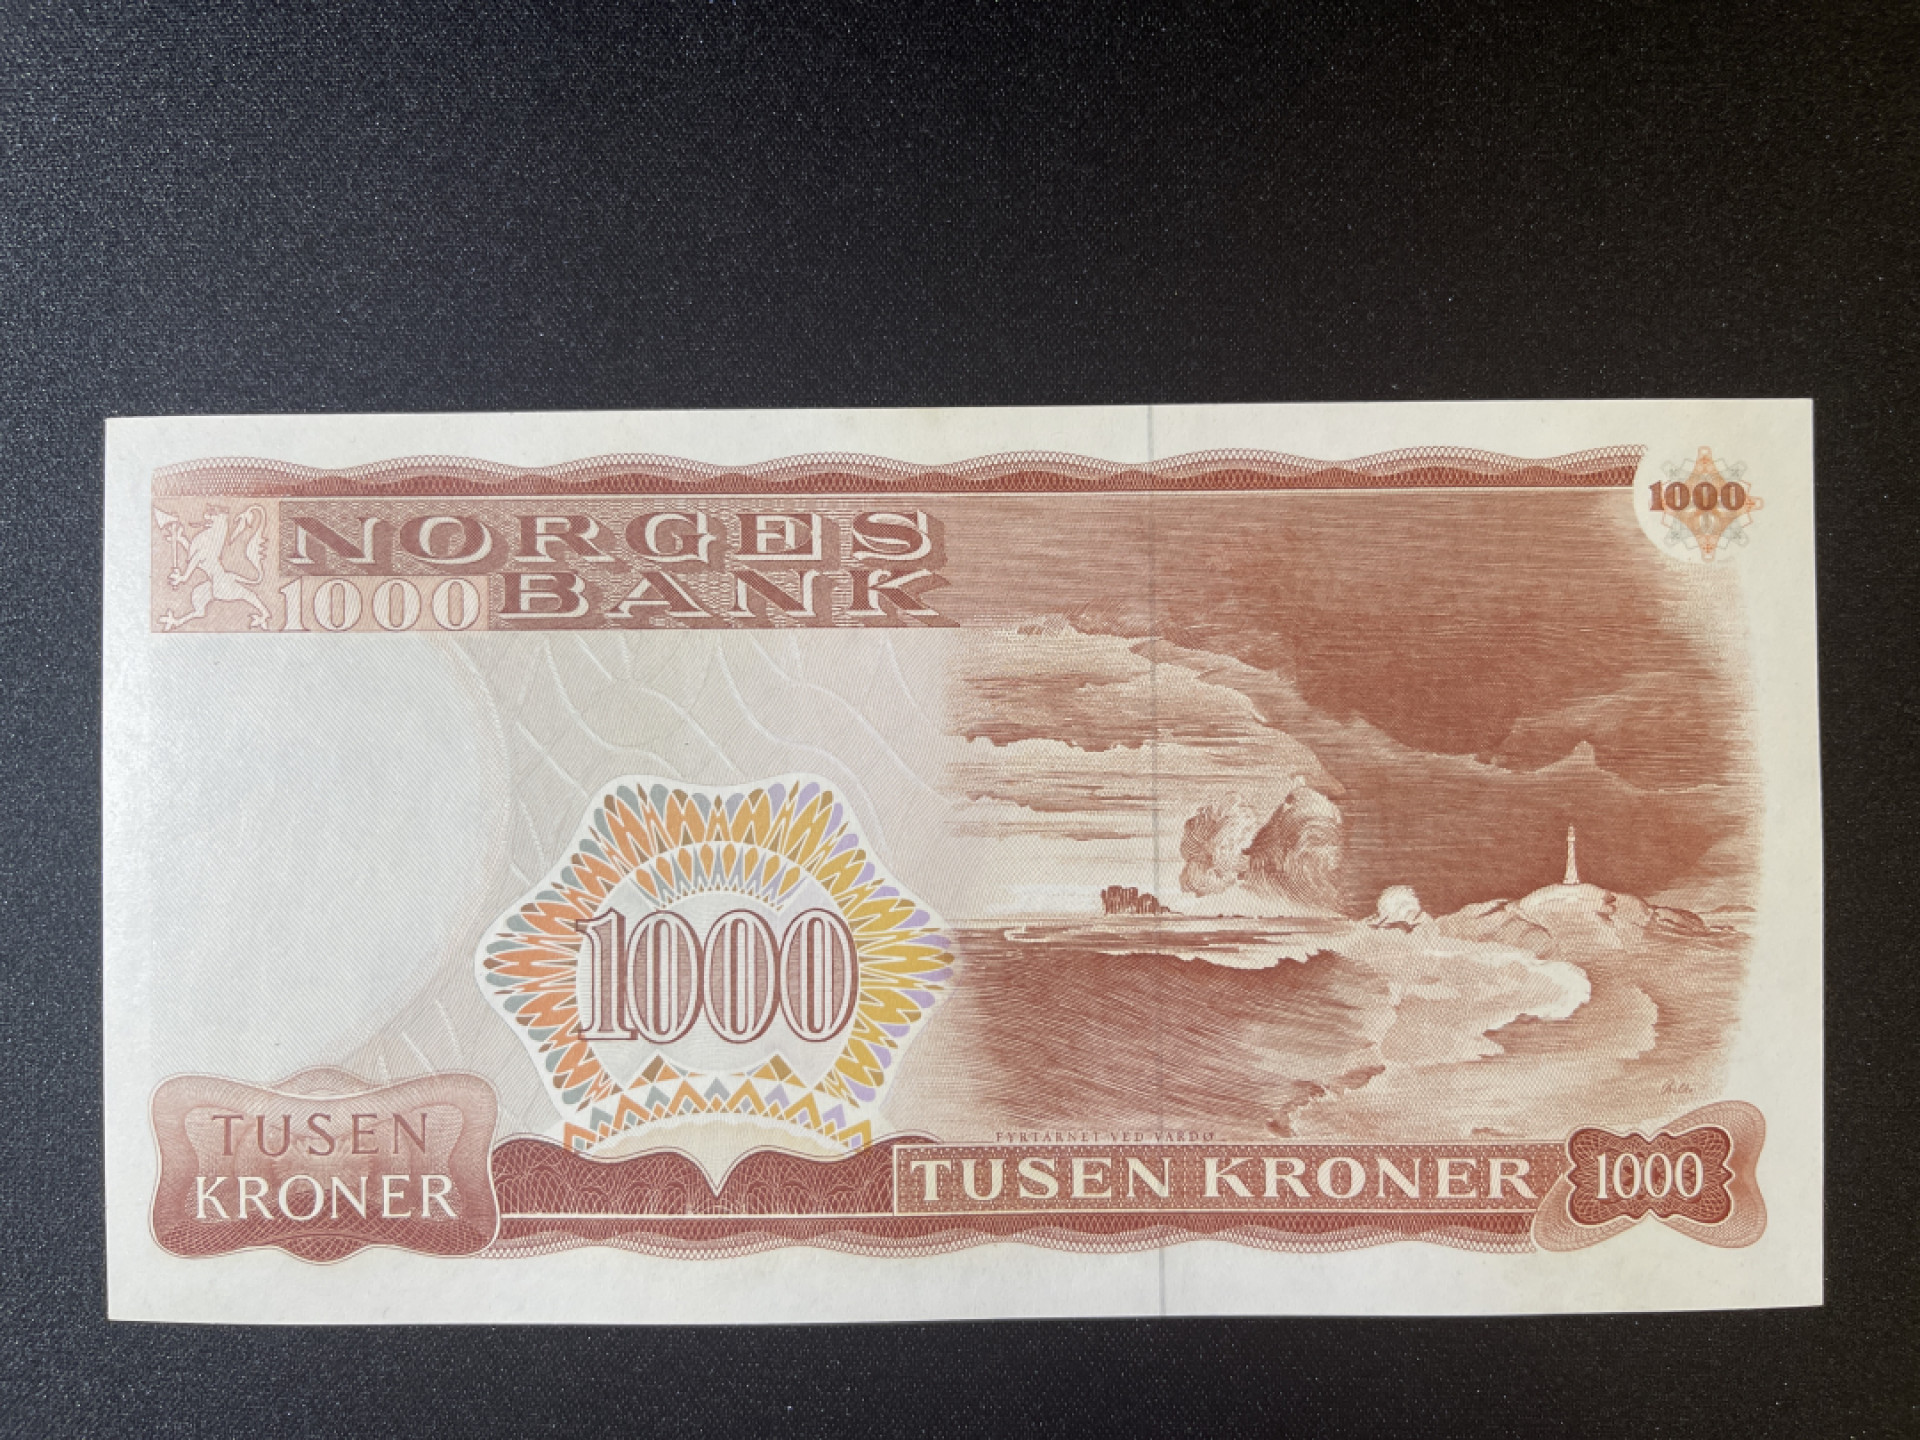 NORGES
1000 BANK
1000
1000
FYRTÅRNET VED VARDØ
TUSEN
KRONER
TUSEN KRONER
1000